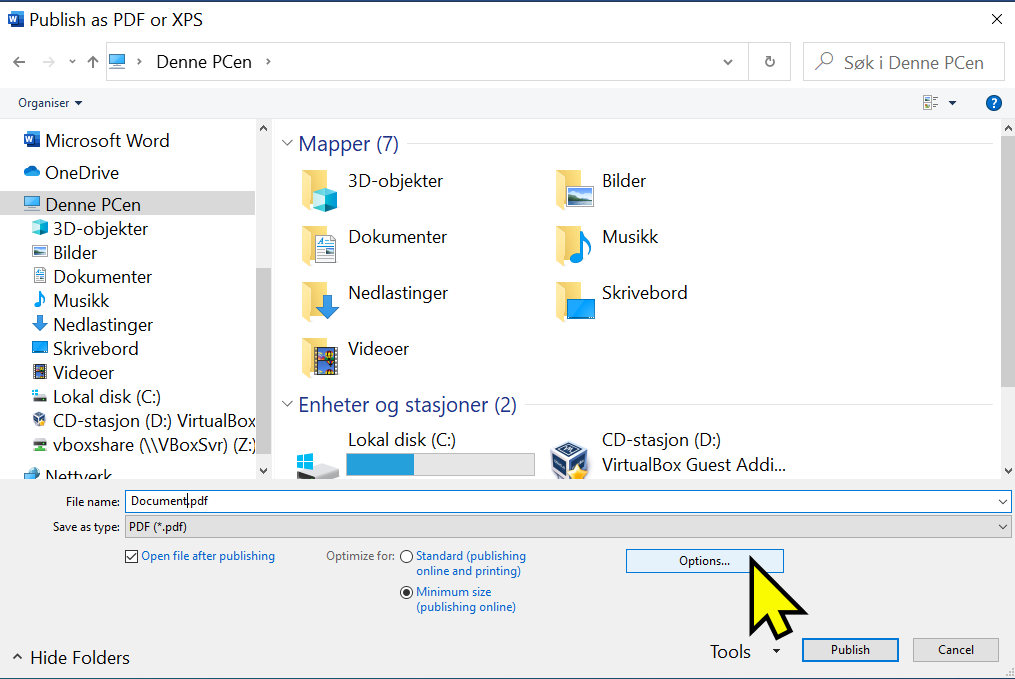 Publish as PDF or XPS
Denne PCen
Søk i Denne PCen
Organiser
Microsoft Word
OneDrive
Denne PCen
3D-objekter
Bilder
Dokumenter
Musikk
Nedlastinger
Skrivebord
Videoer
Lokal disk (C:)
CD-stasjon (D:) VirtualBox
vboxshare (\\VBoxSvr) (Z:)
Nettverk
Mapper (7)
3D-objekter
Bilder
Dokumenter
Musikk
Nedlastinger
Skrivebord
Videoer
Enheter og stasjoner (2)
Lokal disk (C:)
CD-stasjon (D:)
VirtualBox Guest Addi...
File name: Document.pdf
Save as type: PDF (*.pdf)
Open file after publishing
Optimize for:
Standard (publishing
online and printing)
Minimum size
(publishing online)
Options...
Hide Folders
Tools
Publish
Cancel